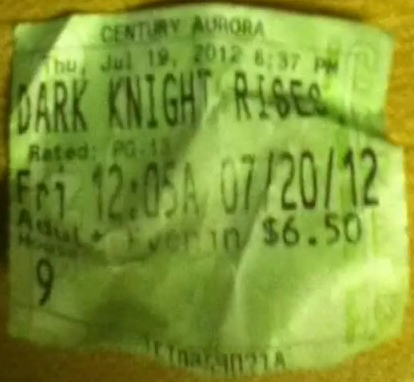 CENTURY AURORA
Thu, Jul 19, 2012 6:37 PM
DARK KNIGHT RISES
Rated: PG-13
Fri 12:05A 07/20/12
Adult $6.50
9